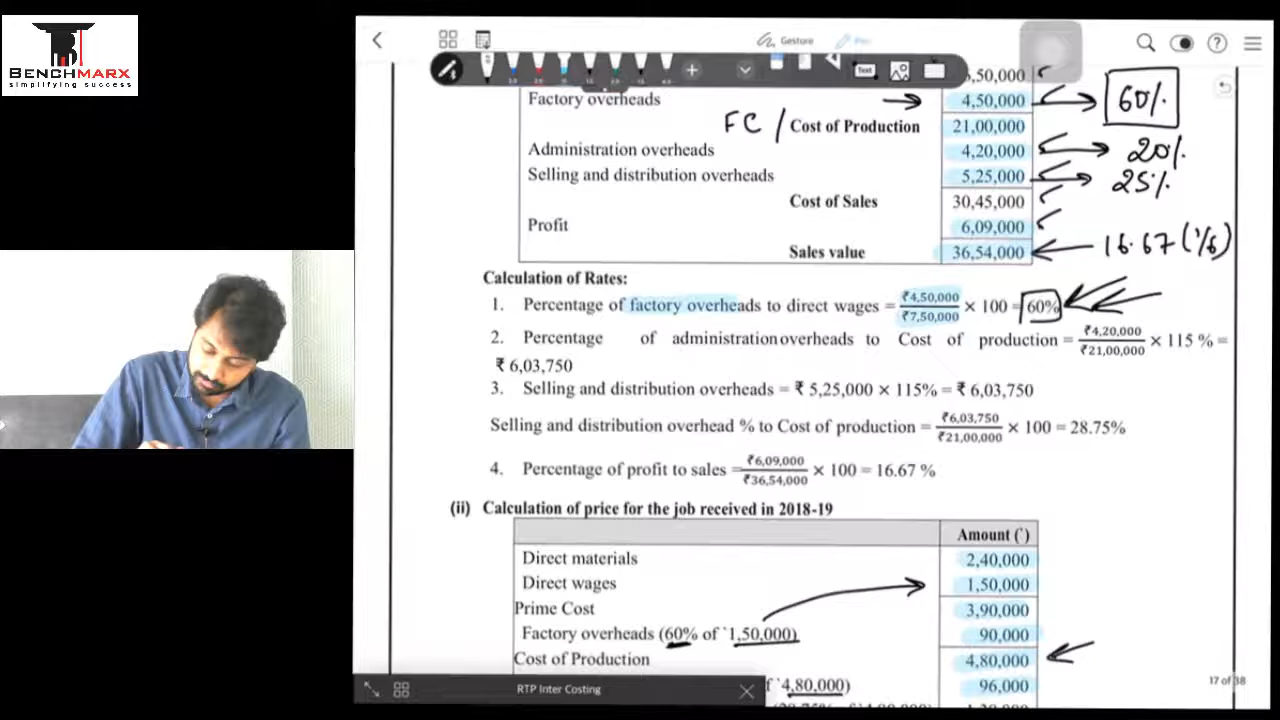 BENCHMARX
simplifying success
Gesture
Pen
Text
5,50,000
Factory overheads 4,50,000 60%
FC / Cost of Production 21,00,000
Administration overheads 4,20,000 20%
Selling and distribution overheads 5,25,000 25%
Cost of Sales 30,45,000
Profit 6,09,000
Sales value 36,54,000 16.67 (1/6)
Calculation of Rates:
1. Percentage of factory overheads to direct wages = ₹4,50,000 / ₹7,50,000 × 100 = 60%
2. Percentage of administration overheads to Cost of production = ₹4,20,000 / ₹21,00,000 × 115 % =
₹ 6,03,750
3. Selling and distribution overheads = ₹ 5,25,000 × 115% = ₹ 6,03,750
Selling and distribution overhead % to Cost of production = ₹6,03,750 / ₹21,00,000 × 100 = 28.75%
4. Percentage of profit to sales = ₹6,09,000 / ₹36,54,000 × 100 = 16.67 %
(ii) Calculation of price for the job received in 2018-19
Amount (`)
Direct materials 2,40,000
Direct wages 1,50,000
Prime Cost 3,90,000
Factory overheads (60% of `1,50,000) 90,000
Cost of Production 4,80,000
f `4,80,000) 96,000
RTP Inter Costing
17 of 38